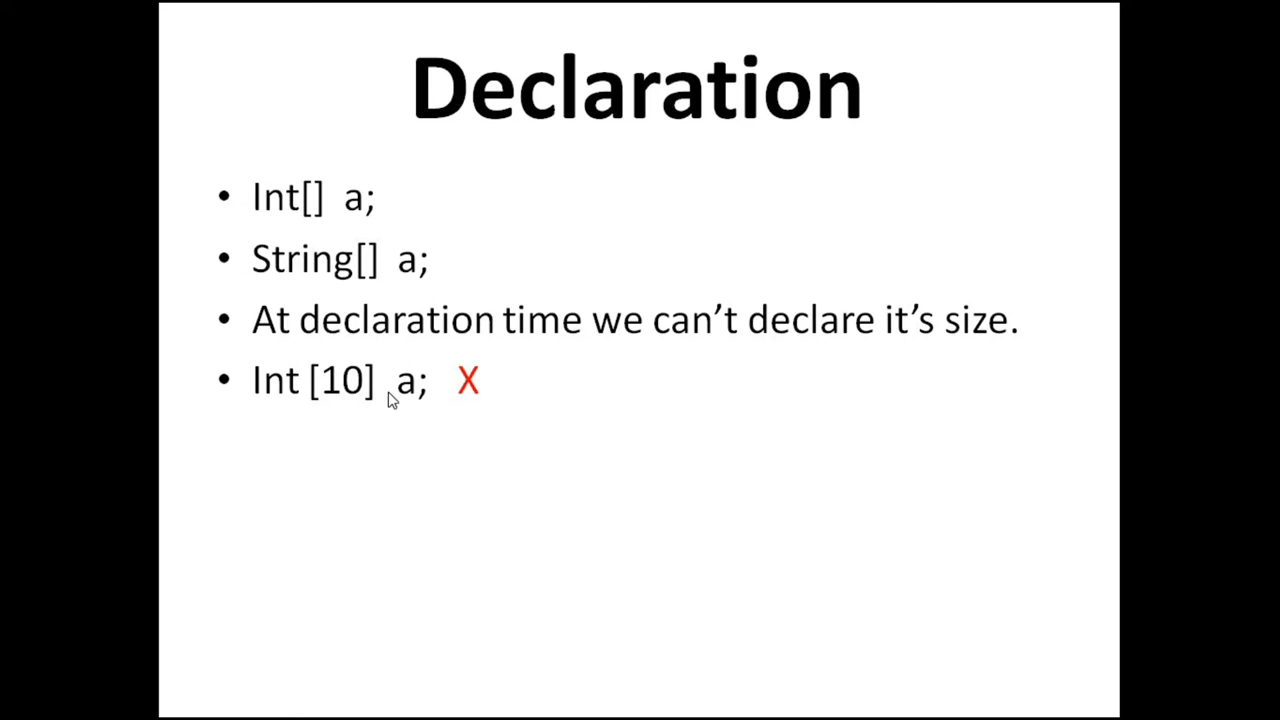 Declaration
• Int[] a;
• String[] a;
• At declaration time we can’t declare it’s size.
• Int [10] a; X